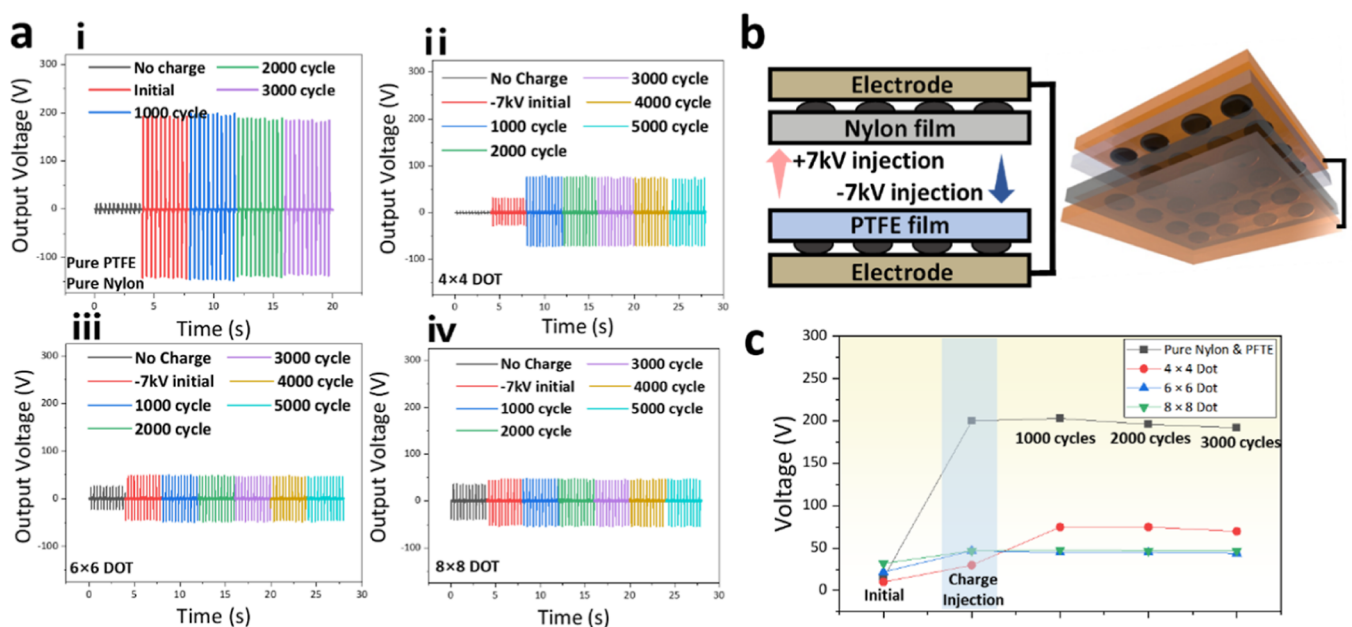 a
i
Output Voltage (V)
300
200
100
0
-100
No charge
2000 cycle
Initial
3000 cycle
1000 cycle
Pure PTFE
Pure Nylon
0
5
10
15
20
Time (s)
ii
Output Voltage (V)
300
200
100
0
-100
No Charge
3000 cycle
-7kV initial
4000 cycle
1000 cycle
5000 cycle
2000 cycle
4×4 DOT
0
5
10
15
20
25
30
Time (s)
iii
Output Voltage (V)
300
200
100
0
-100
No Charge
3000 cycle
-7kV initial
4000 cycle
1000 cycle
5000 cycle
2000 cycle
6×6 DOT
0
5
10
15
20
25
30
Time (s)
iv
Output Voltage (V)
300
200
100
0
-100
No Charge
3000 cycle
-7kV initial
4000 cycle
1000 cycle
5000 cycle
2000 cycle
8×8 DOT
0
5
10
15
20
25
30
Time (s)
b
Electrode
Nylon film
+7kV injection
-7kV injection
PTFE film
Electrode
c
Voltage (V)
300
250
200
150
100
50
0
Pure Nylon & PFTE
4 × 4 Dot
6 × 6 Dot
8 × 8 Dot
1000 cycles
2000 cycles
3000 cycles
Initial
Charge
Injection